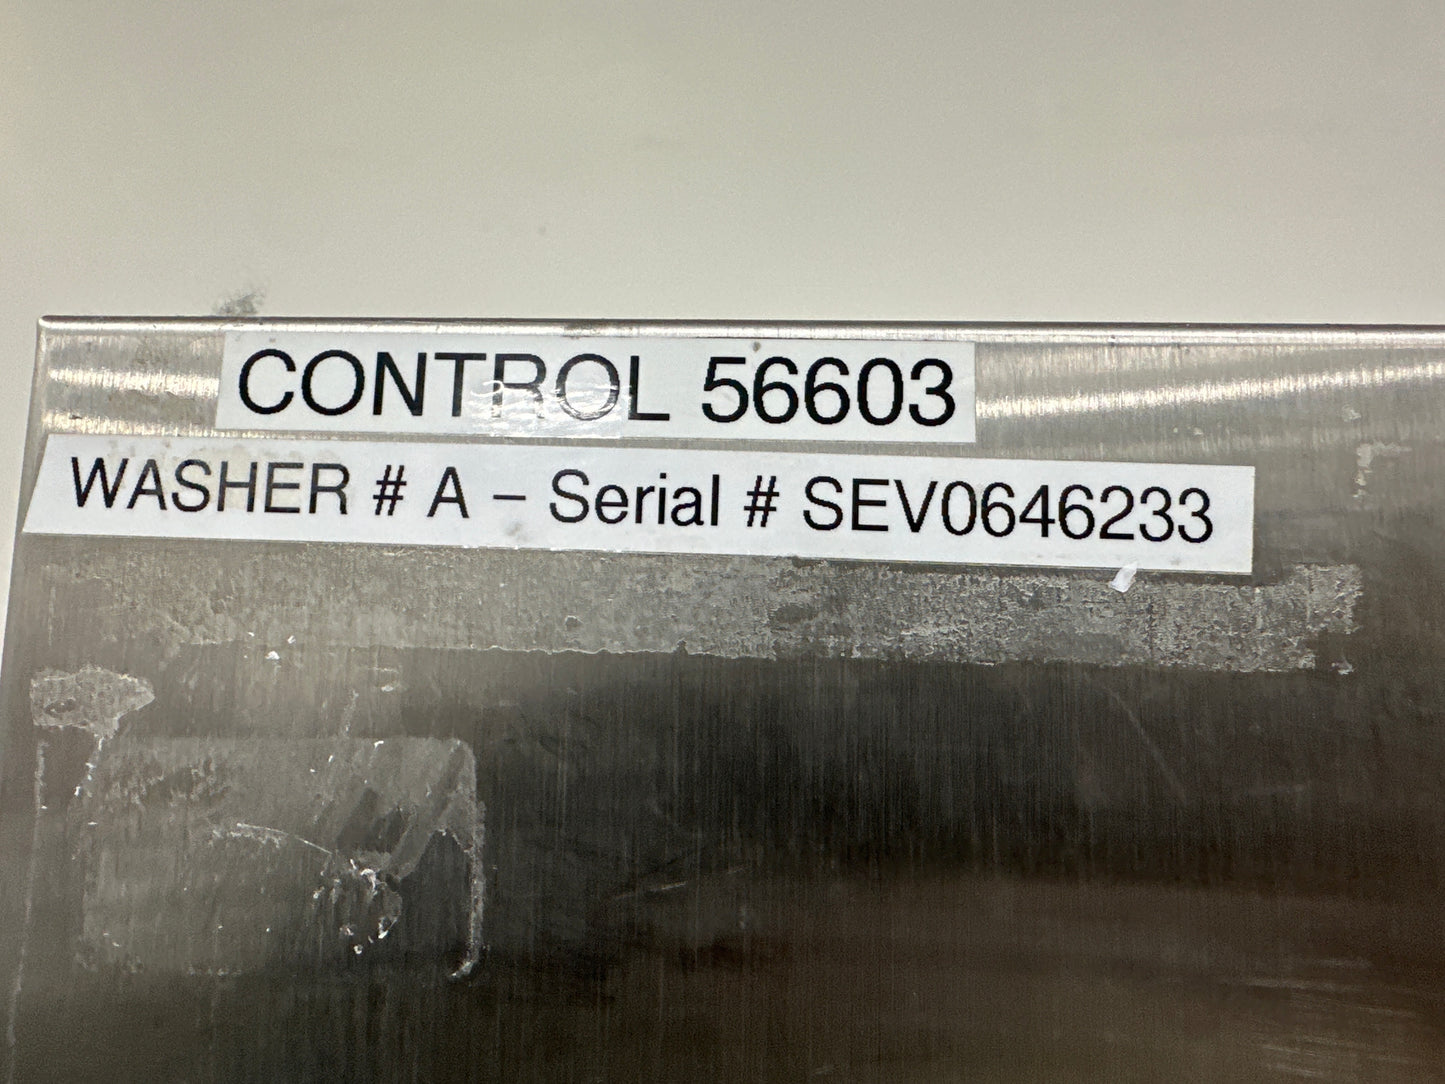 CONTROL 56603
WASHER # A – Serial # SEV0646233